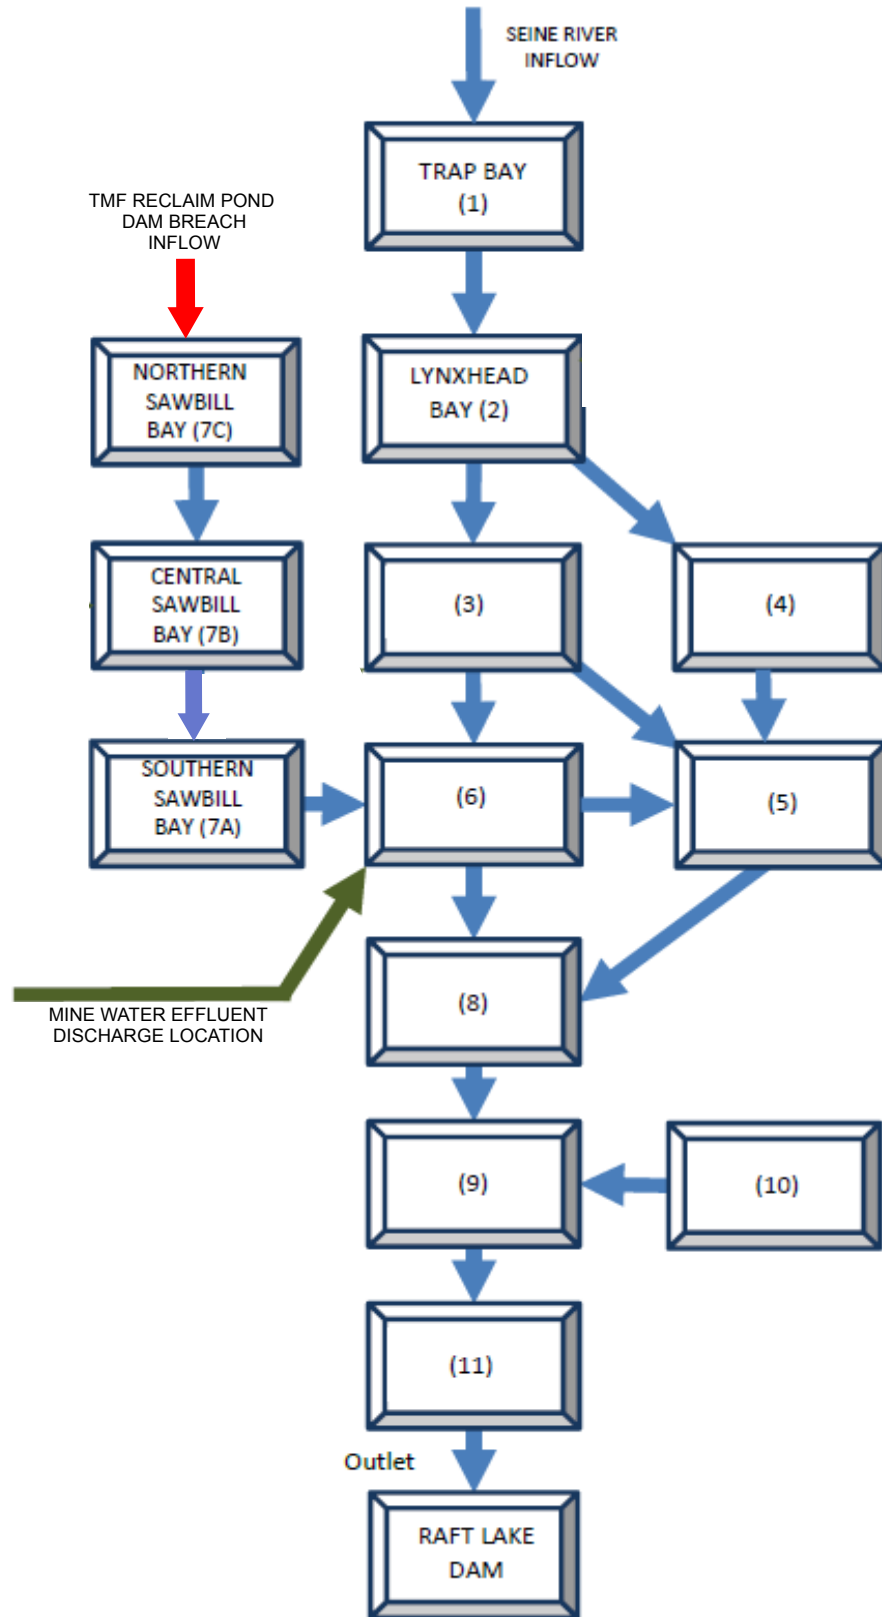 SEINE RIVER
INFLOW
TRAP BAY
(1)
TMF RECLAIM POND
DAM BREACH
INFLOW
NORTHERN
SAWBILL
BAY (7C)
LYNXHEAD
BAY (2)
CENTRAL
SAWBILL
BAY (7B)
(3)
(4)
SOUTHERN
SAWBILL
BAY (7A)
(6)
(5)
MINE WATER EFFLUENT
DISCHARGE LOCATION
(8)
(9)
(10)
(11)
Outlet
RAFT LAKE
DAM